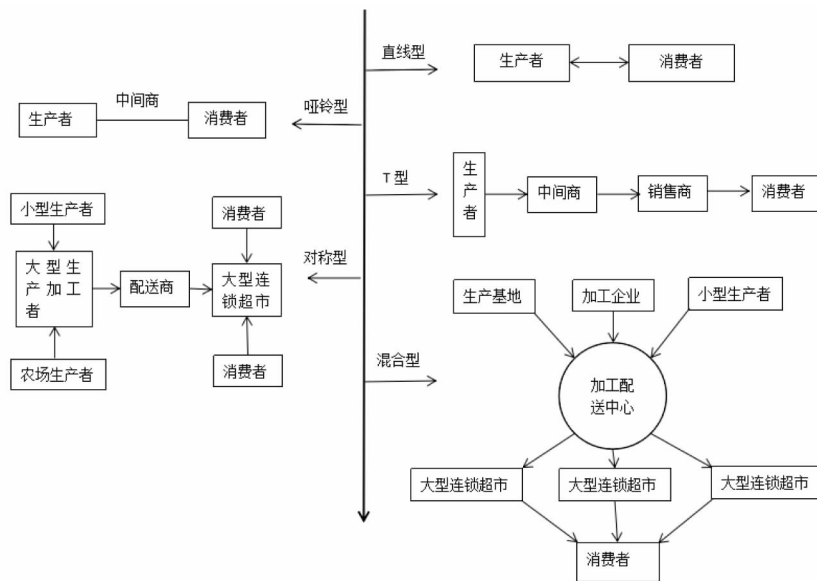 直线型
生产者
消费者
哑铃型
生产者
中间商
消费者
T 型
生
产
者
中间商
销售商
消费者
对称型
小型生产者
大 型 生
产 加 工
者
农场生产者
配送商
消费者
大型连
锁超市
消费者
混合型
生产基地
加工企业
小型生产者
加工配
送中心
大型连锁超市
大型连锁超市
大型连锁超市
消费者